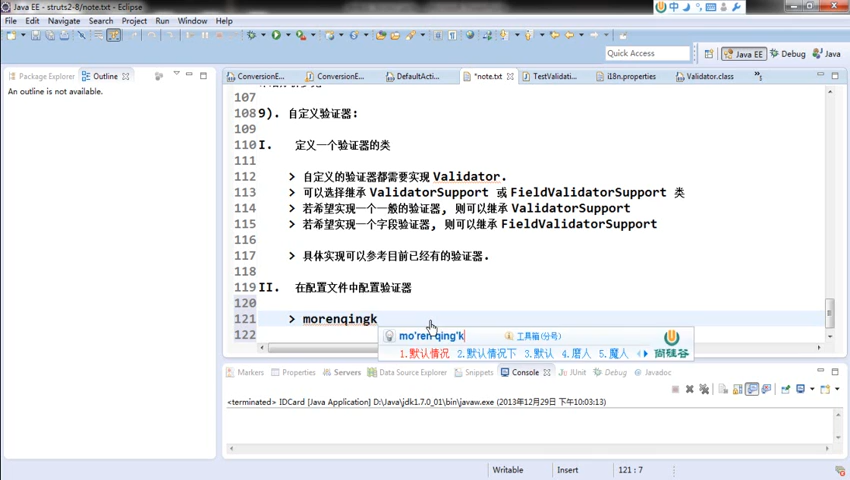 Java EE - struts2-8/note.txt - Eclipse
中
File Edit Navigate Search Project Run Window Help
Quick Access
Java EE Debug Java
Package Explorer Outline
ConversionE... ConversionE... DefaultActi... *note.txt TestValidati... i18n.properties Validator.class
An outline is not available.
107
108 9). 自定义验证器:
109
110 I. 定义一个验证器的类
111
112 > 自定义的验证器都需要实现 Validator.
113 > 可以选择继承 ValidatorSupport 或 FieldValidatorSupport 类
114 > 若希望实现一个一般的验证器, 则可以继承 ValidatorSupport
115 > 若希望实现一个字段验证器, 则可以继承 FieldValidatorSupport
116
117 > 具体实现可以参考目前已经有的验证器.
118
119 II. 在配置文件中配置验证器
120
121 > morenqingk
122
mo'ren'qing'k 工具箱(分号)
1.默认情况 2.默认情况下 3.默认 4.磨人 5.魔人 尚硅谷
Markers Properties Servers Data Source Explorer Snippets Console JUnit Debug Search Javadoc
<terminated> IDCard [Java Application] D:\Java\jdk1.7.0_01\bin\javaw.exe (2013年12月29日 下午10:03:13)
Writable Insert 121 : 7